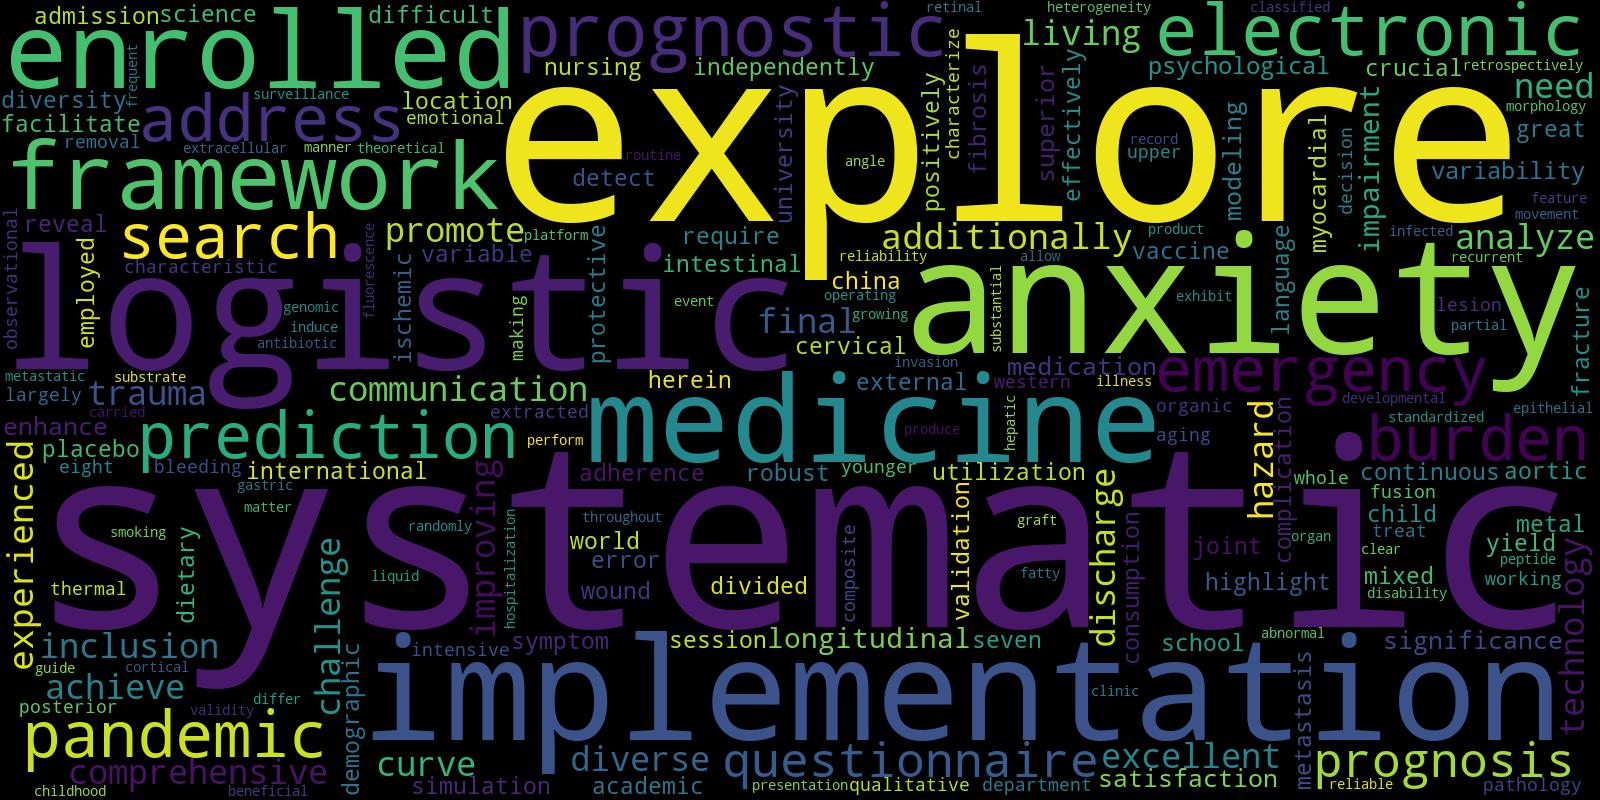 admission
science
difficult
enrolled
frequent
prognostic
retinal
heterogeneity
classified
living
electronic
nursing
independently
psychological
crucial
retrospectively
need
diversity
surveillance
location
address
emotional
facilitate
removal
extracellular
manner
theoretical
framework
explore
university
positively
characterize
fibrosis
superior
effectively
record
upper
modeling
myocardial
decision
impairment
morphology
great
variability
routine
detect
angle
feature
movement
observational
reveal
employed
search
promote
platform
fluorescence
characteristic
variable
ischemic
protective
require
intestinal
additionally
product
reliability
vaccine
allow
language
infected
analyze
recurrent
logistic
genomic
induce
antibiotic
making
event
china
operating
growing
final
cervical
substantial
anxiety
exhibit
lesion
partial
fracture
metastatic
substrate
largely
trauma
communication
herein
invasion
external
western
medication
illness
emergency
developmental
carried
enhance
extracted
medicine
hepatic
organic
standardized
epithelial
placebo
prediction
perform
produce
aging
hazard
complication
burden
experienced
eight
bleeding
international
improving
adherence
robust
younger
utilization
whole
continuous
aortic
gastric
matter
systematic
smoking
randomly
throughout
world
error
graft
validation
discharge
consumption
fusion
child
treat
metal
organ
clear
yield
peptide
joint
thermal
dietary
challenge
liquid
hospitalization
wound
divided
composite
fatty
highlight
mixed
disability
working
technology
inclusion
intensive
symptom
session
longitudinal
seven
school
abnormal
significance
guide
cortical
achieve
demographic
implementation
clinic
metastasis
posterior
validity
differ
pandemic
comprehensive
curve
diverse
questionnaire
excellent
prognosis
childhood
beneficial
simulation
academic
presentation
qualitative
department
satisfaction
reliable
pathology